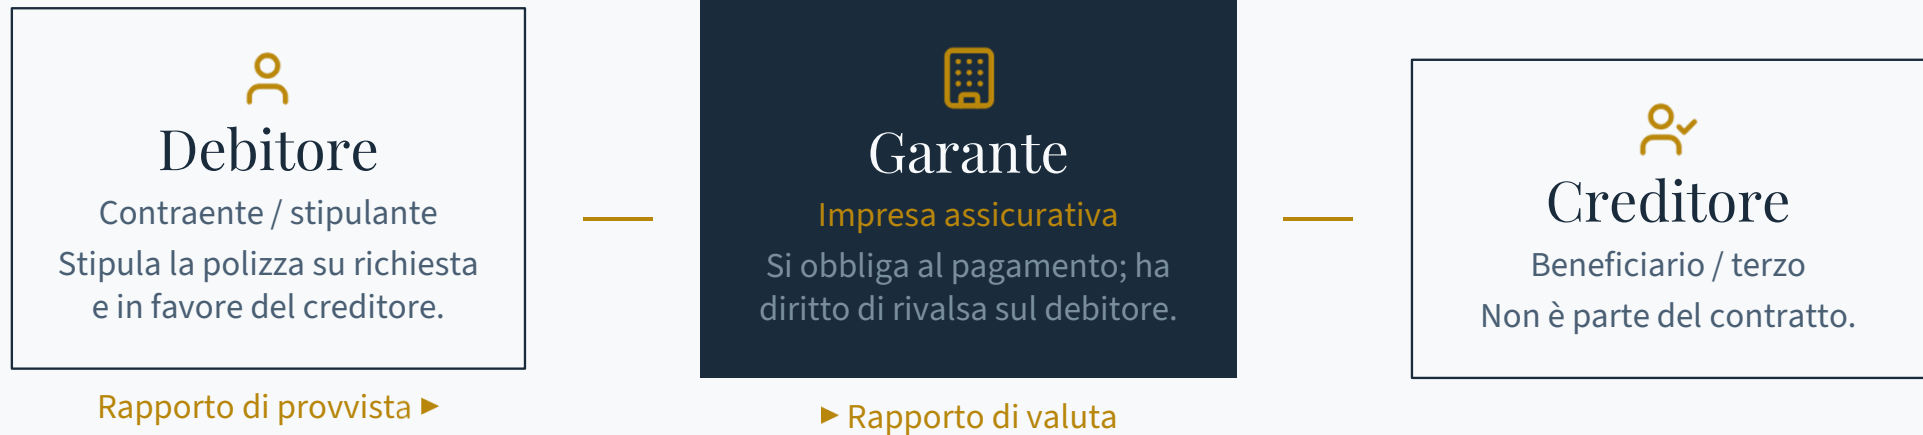 Debitore
Contraente / stipulante
Stipula la polizza su richiesta
e in favore del creditore.
Rapporto di provvista ►
Garante
Impresa assicurativa
Si obbliga al pagamento; ha
diritto di rivalsa sul debitore.
► Rapporto di valuta
Creditore
Beneficiario / terzo
Non è parte del contratto.